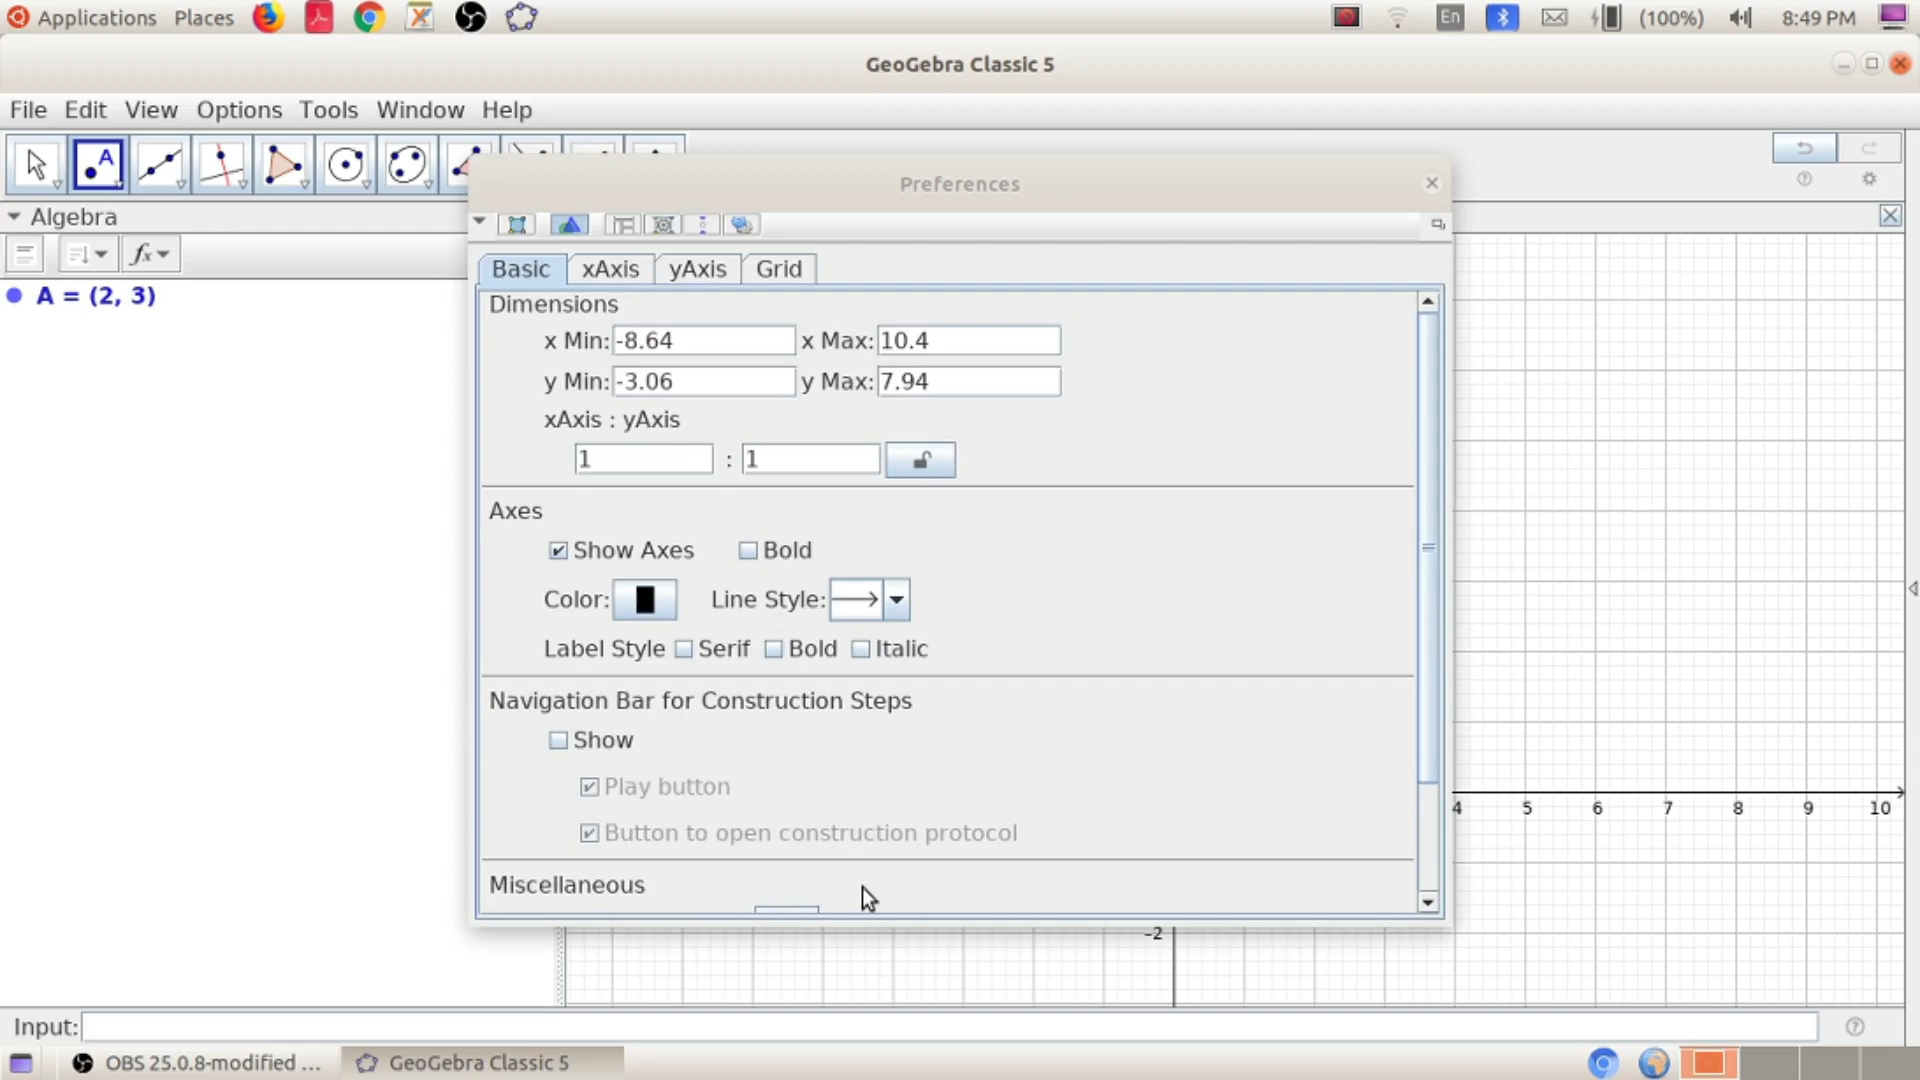 Applications Places En (100%) 8:49 PM
GeoGebra Classic 5
File Edit View Options Tools Window Help
A
Preferences
Algebra
fx
Basic xAxis yAxis Grid
A = (2, 3)
Dimensions
x Min: -8.64 x Max: 10.4
y Min: -3.06 y Max: 7.94
xAxis : yAxis
1 : 1
Axes
Show Axes Bold
Color: Line Style:
Label Style Serif Bold Italic
Navigation Bar for Construction Steps
Show
Play button
4 5 6 7 8 9 10
Button to open construction protocol
Miscellaneous
-2
Input:
OBS 25.0.8-modified ... GeoGebra Classic 5